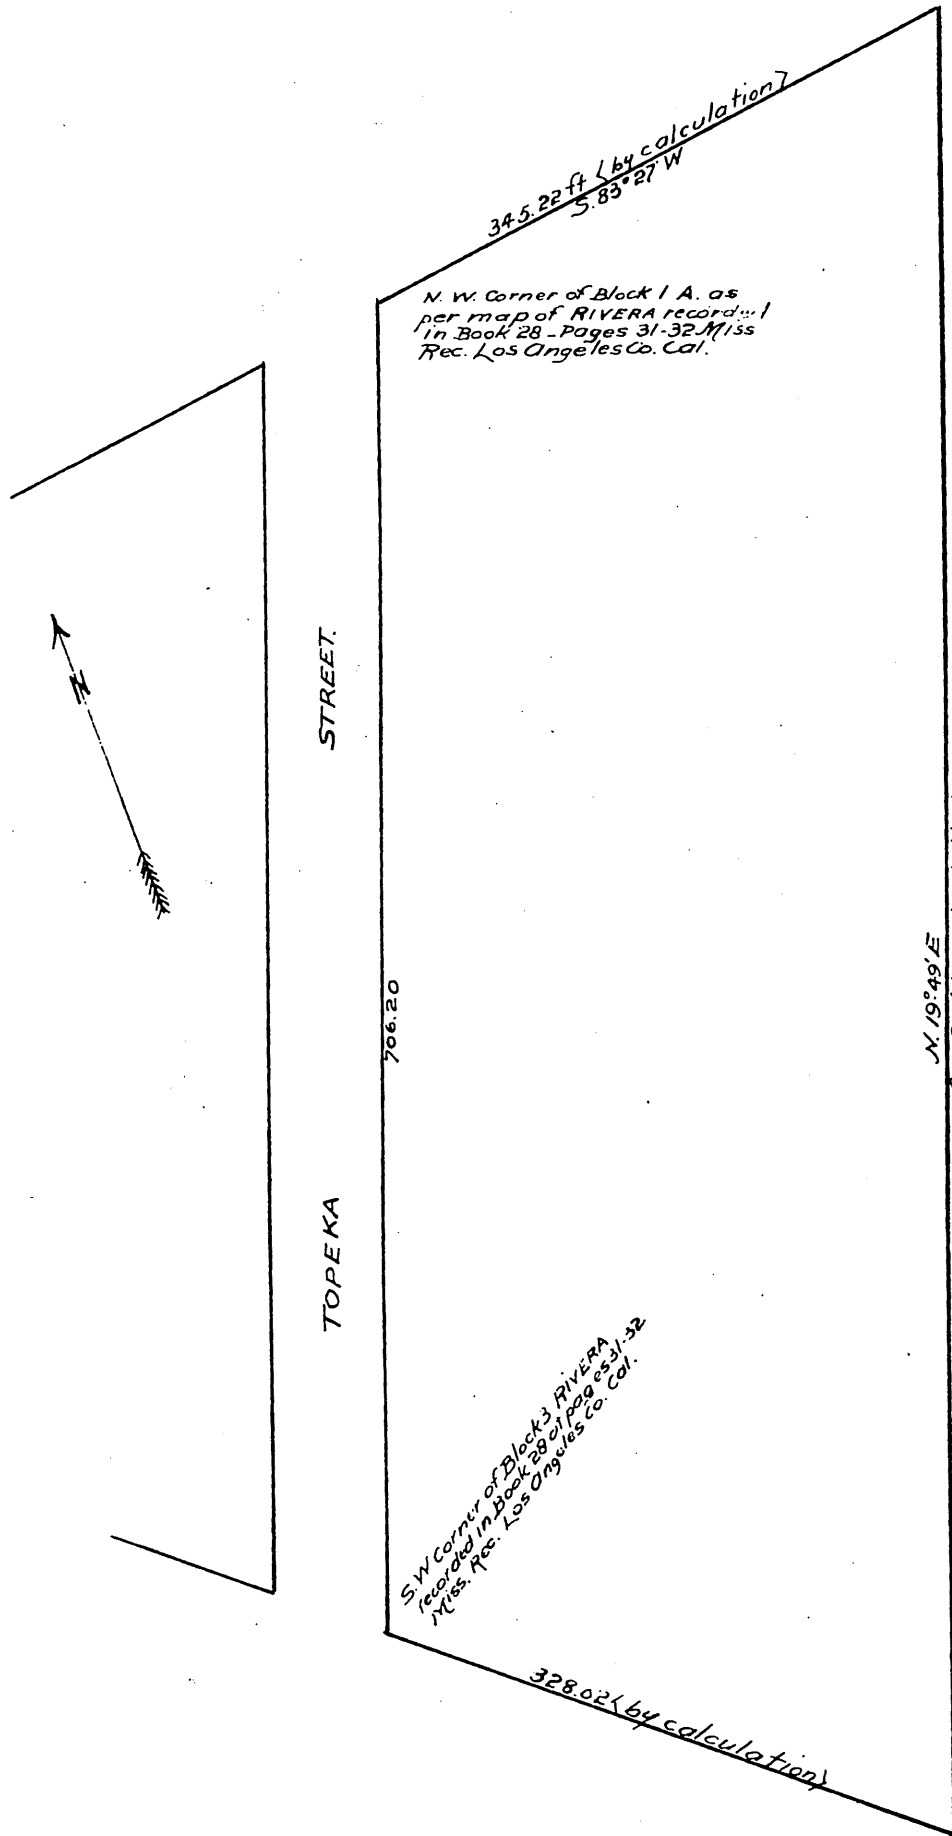 345.22 ft (by calculation)
S. 83° 27' W
N. W. Corner of Block 1 A. as
per map of RIVERA
in Book 28 - Pages 31-32 Miss
Rec. Los Angeles Co. Cal.
N
STREET.
TOPEKA
706.20
N. 19° 49' E
S. W Corner of Block 3 RIVERA
recorded in Book 28 at pages 31-32
Miss. Rec. Los Angeles Co. Cal.
328.02 (by calculation)